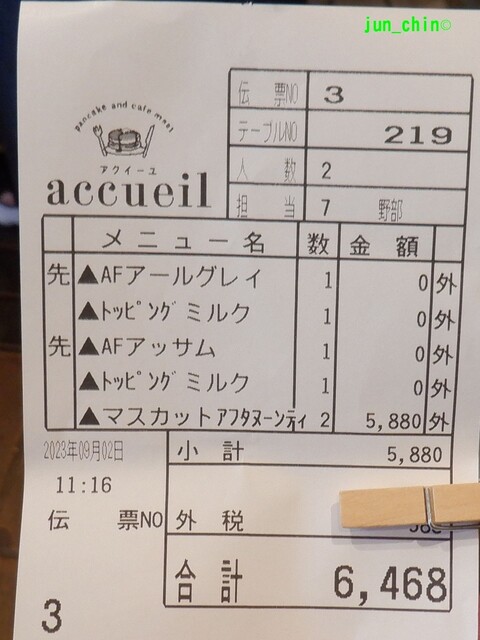 jun_chin©
pancake and cafe meal
アクイーユ
accueil
伝 票NO 3
テーブルNO 219
人 数 2
担 当 7 野部
メニュー名 数 金 額
先 ▲AFアールグレイ 1 0 外
▲トッピング ミルク 1 0 外
先 ▲AFアッサム 1 0 外
▲トッピング ミルク 1 0 外
▲マスカットアフタヌーンティ 2 5,880 外
2023年09月02日 小 計 5,880
11:16
伝 票NO 外 税
合計 6,468
3